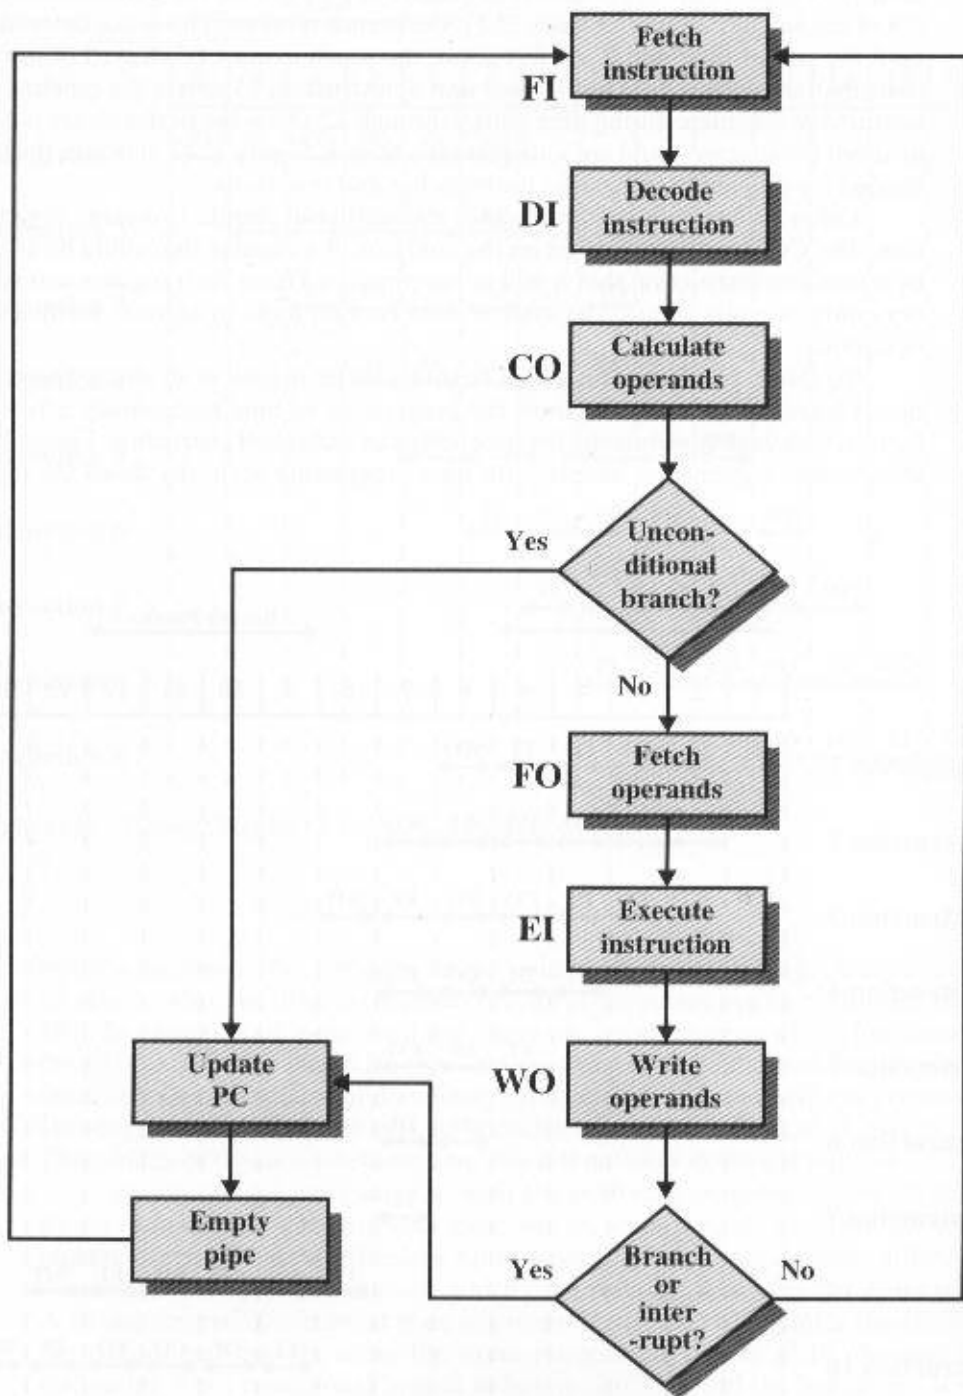 Fetch
instruction
FI
Decode
instruction
DI
Calculate
operands
CO
Uncon-
ditional
branch?
Yes
No
Fetch
operands
FO
Execute
instruction
EI
Write
operands
WO
Update
PC
Empty
pipe
Branch
or
inter
-rupt?
Yes
No